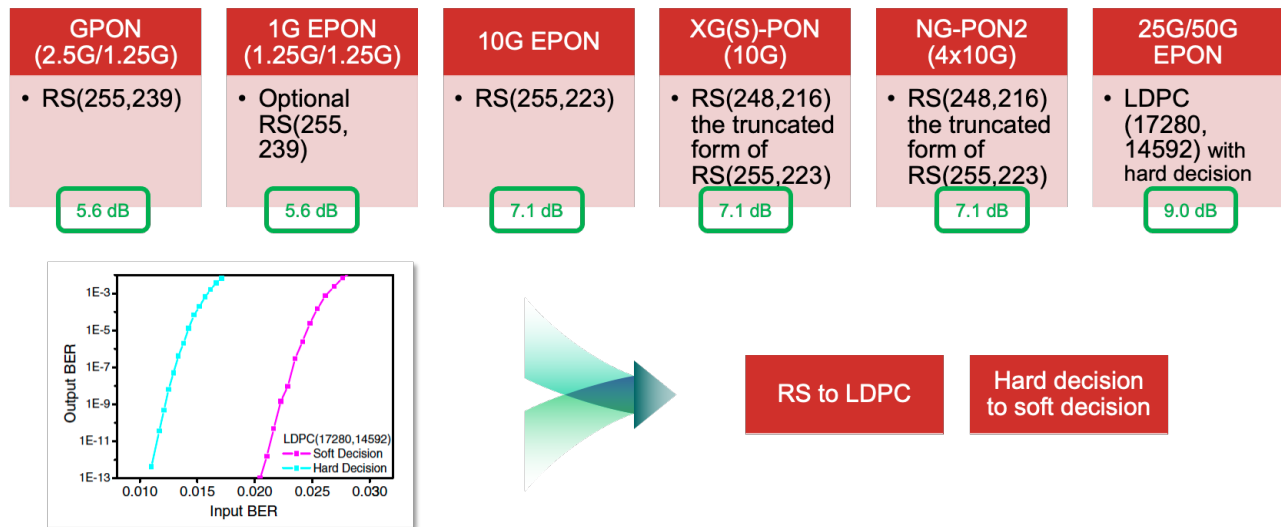 GPON
(2.5G/1.25G)
• RS(255,239)
5.6 dB
1G EPON
(1.25G/1.25G)
• Optional
RS(255,
239)
5.6 dB
10G EPON
• RS(255,223)
7.1 dB
XG(S)-PON
(10G)
• RS(248,216)
the truncated
form of
RS(255,223)
7.1 dB
NG-PON2
(4x10G)
• RS(248,216)
the truncated
form of
RS(255,223)
7.1 dB
25G/50G
EPON
• LDPC
(17280,
14592) with
hard decision
9.0 dB
Output BER
1E-3
1E-5
1E-7
1E-9
1E-11
1E-13
LDPC(17280,14592)
Soft Decision
Hard Decision
0.010 0.015 0.020 0.025 0.030
Input BER
RS to LDPC
Hard decision
to soft decision